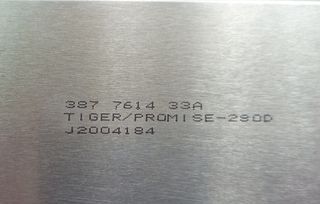 387 7614 33A
TIGER/PROMISE-290D
J2004184